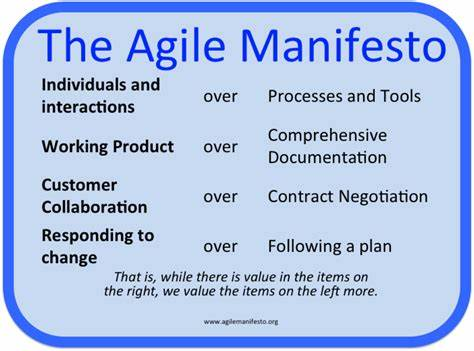 The Agile Manifesto
Individuals and
interactions over Processes and Tools
Working Product over Comprehensive
Documentation
Customer
Collaboration over Contract Negotiation
Responding to
change over Following a plan
That is, while there is value in the items on
the right, we value the items on the left more.
www.agilemanifesto.org